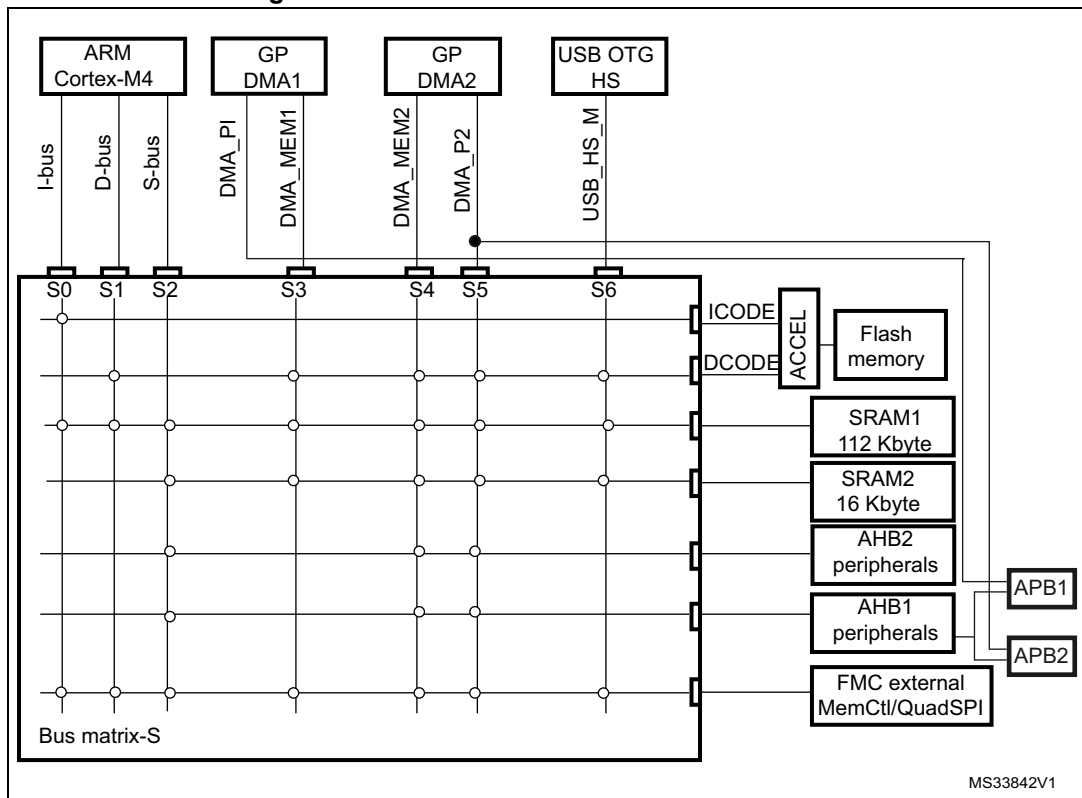 ARM
Cortex-M4
GP
DMA1
GP
DMA2
USB OTG
HS
I-bus
D-bus
S-bus
DMA_PI
DMA_MEM1
DMA_MEM2
DMA_P2
USB_HS_M
S0
S1
S2
S3
S4
S5
S6
ICODE
DCODE
ACCEL
Flash
memory
SRAM1
112 Kbyte
SRAM2
16 Kbyte
AHB2
peripherals
AHB1
peripherals
APB1
APB2
FMC external
MemCtl/QuadSPI
Bus matrix-S
MS33842V1